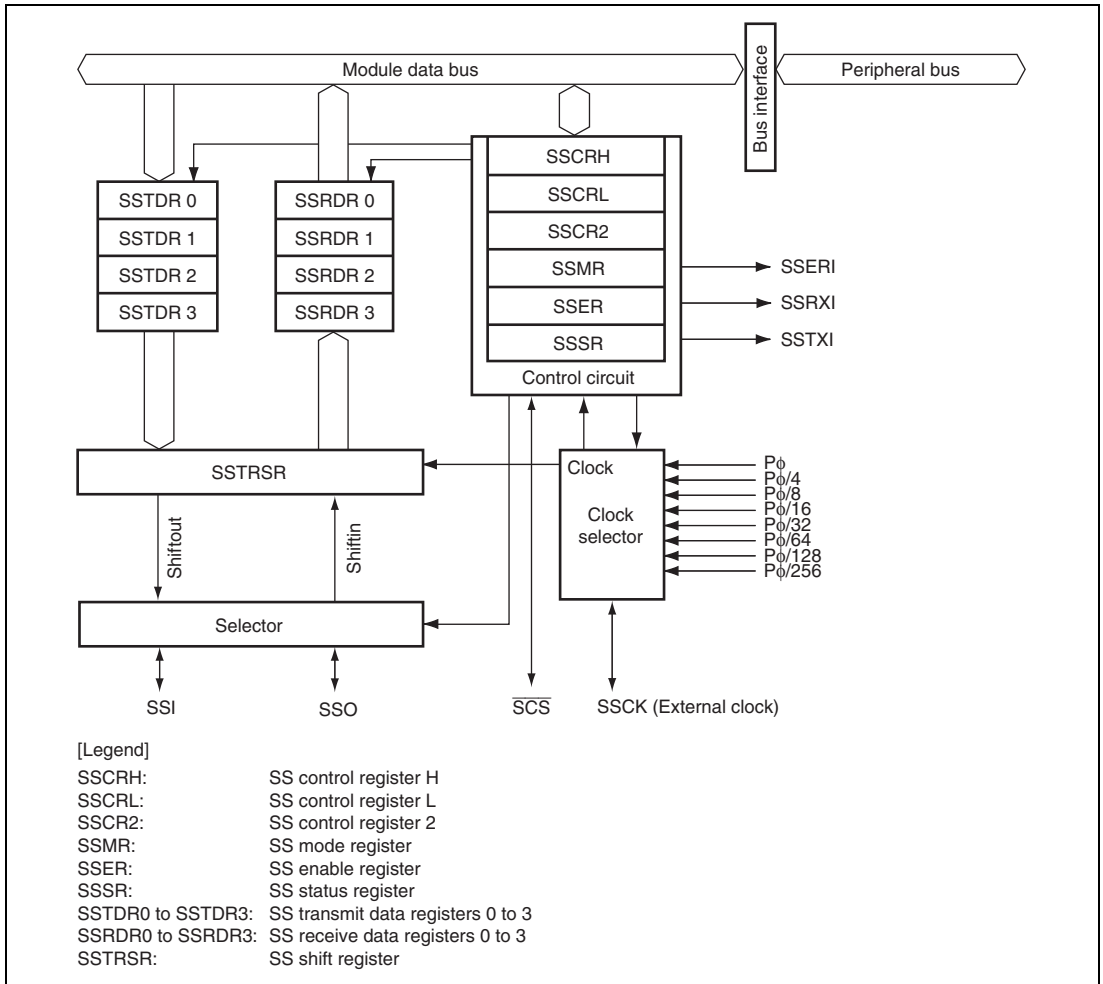 Module data bus
Bus interface
Peripheral bus
SSTDR 0
SSTDR 1
SSTDR 2
SSTDR 3
SSRDR 0
SSRDR 1
SSRDR 2
SSRDR 3
SSCRH
SSCRL
SSCR2
SSMR
SSER
SSSR
Control circuit
SSERI
SSRXI
SSTXI
SSTRSR
Clock
Clock
selector
Pϕ
Pϕ/4
Pϕ/8
Pϕ/16
Pϕ/32
Pϕ/64
Pϕ/128
Pϕ/256
Shiftout
Shiftin
Selector
SSI
SSO
S̅C̅S̅
SSCK (External clock)
[Legend]
SSCRH: SS control register H
SSCRL: SS control register L
SSCR2: SS control register 2
SSMR: SS mode register
SSER: SS enable register
SSSR: SS status register
SSTDR0 to SSTDR3: SS transmit data registers 0 to 3
SSRDR0 to SSRDR3: SS receive data registers 0 to 3
SSTRSR: SS shift register